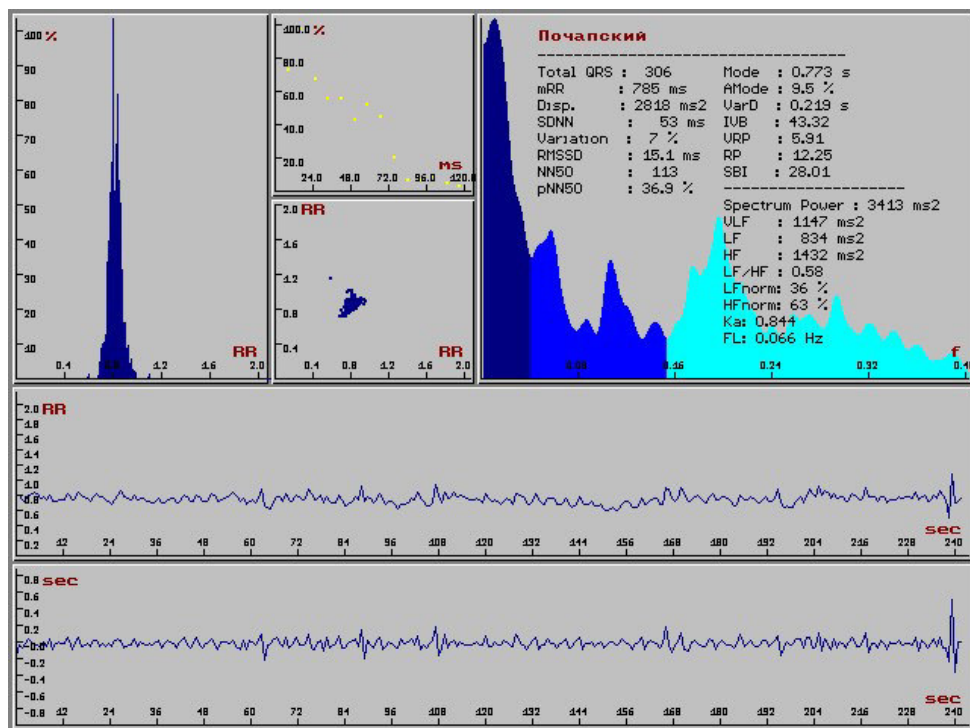 100 %
90
80
70
60
50
40
30
20
10
RR
0.4 0.8 1.2 1.6 2.0
100.0 %
80.0
60.0
40.0
20.0
ms
24.0 48.0 72.0 96.0 120.0
2.0 RR
1.6
1.2
0.8
0.4
RR
0.4 0.8 1.2 1.6 2.0
Почапский
Total QRS : 306
mRR : 785 ms
Disp. : 2818 ms2
SDNN : 53 ms
Variation : 7 %
RMSSD : 15.1 ms
NN50 : 113
pNN50 : 36.9 %
Mode : 0.773 s
AMode : 9.5 %
VarD : 0.219 s
IVB : 43.32
VRP : 5.91
RP : 12.25
SBI : 28.01
Spectrum Power : 3413 ms2
VLF : 1147 ms2
LF : 834 ms2
HF : 1432 ms2
LF/HF : 0.58
LFnorm: 36 %
HFnorm: 63 %
Ka: 0.844
FL: 0.066 Hz
f
0.08 0.16 0.24 0.32
2.0 RR
1.8
1.6
1.4
1.2
1.0
0.8
0.6
0.4
0.2
sec
12 24 36 48 60 72 84 96 108 120 132 144 156 168 180 192 204 216 228 240
0.8 sec
0.6
0.4
0.2
-0.0
-0.2
-0.4
-0.6
-0.8
sec
12 24 36 48 60 72 84 96 108 120 132 144 156 168 180 192 204 216 228 240